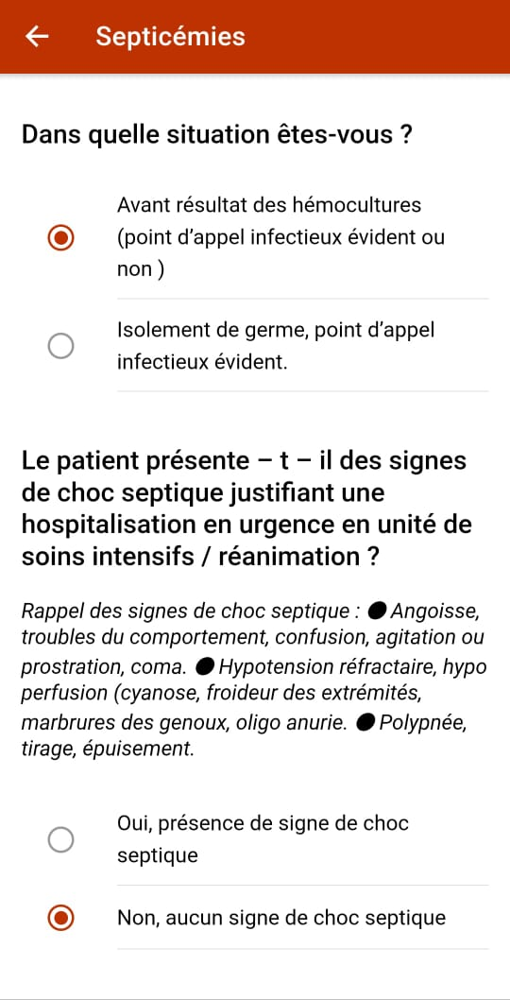 Septicémies
Dans quelle situation êtes-vous ?
Avant résultat des hémocultures
(point d’appel infectieux évident ou
non )
Isolement de germe, point d’appel
infectieux évident.
Le patient présente – t – il des signes
de choc septique justifiant une
hospitalisation en urgence en unité de
soins intensifs / réanimation ?
Rappel des signes de choc septique : ●Angoisse,
troubles du comportement, confusion, agitation ou
prostration, coma. ●Hypotension réfractaire, hypo
perfusion (cyanose, froideur des extrémités,
marbrures des genoux, oligo anurie. ●Polypnée,
tirage, épuisement.
Oui, présence de signe de choc
septique
Non, aucun signe de choc septique